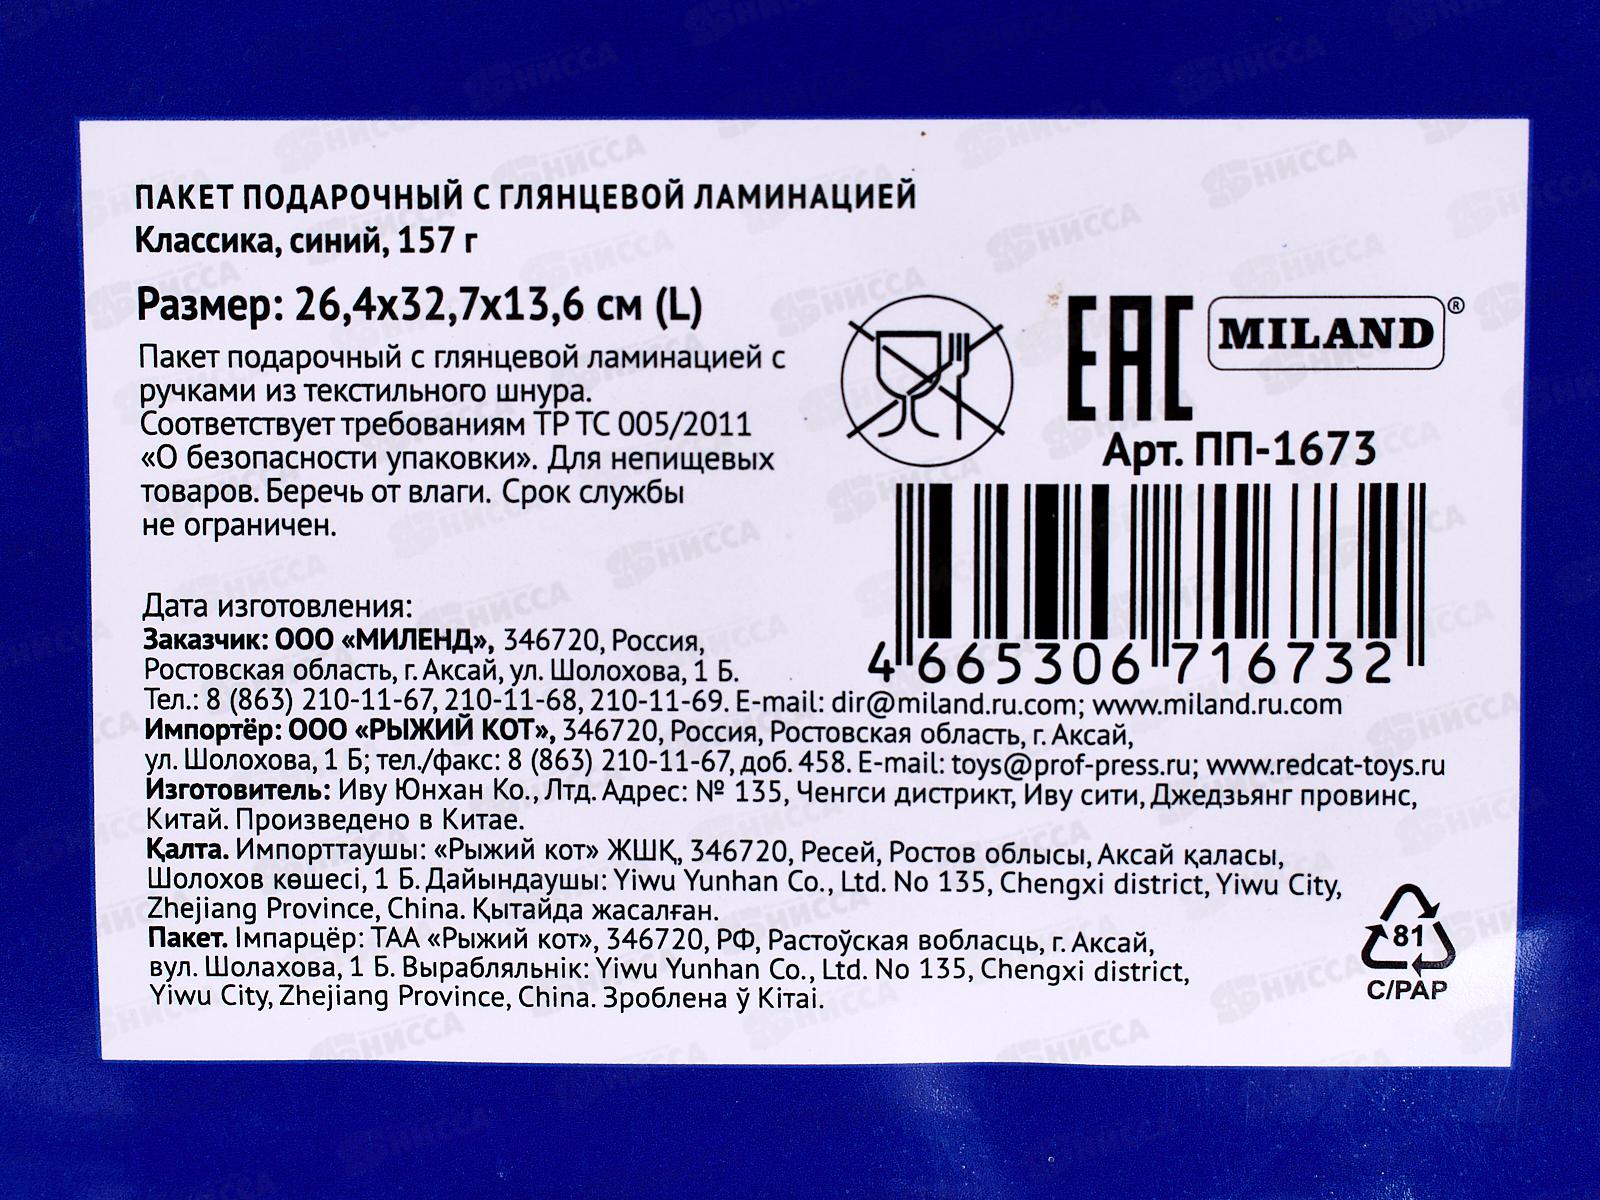 ПАКЕТ ПОДАРОЧНЫЙ С ГЛЯНЦЕВОЙ ЛАМИНАЦИЕЙ
Классика, синий, 157 г
Размер: 26,4х32,7х13,6 см (L)
Пакет подарочный с глянцевой ламинацией с
ручками из текстильного шнура.
Соответствует требованиям ТР ТС 005/2011
«О безопасности упаковки». Для непищевых
товаров. Беречь от влаги. Срок службы
не ограничен.
EAC
MILAND®
Арт. ПП-1673
4 665306 716732
Дата изготовления:
Заказчик: ООО «МИЛЕНД», 346720, Россия,
Ростовская область, г. Аксай, ул. Шолохова, 1 Б.
Тел.: 8 (863) 210-11-67, 210-11-68, 210-11-69. E-mail: dir@miland.ru.com; www.miland.ru.com
Импортёр: ООО «РЫЖИЙ КОТ», 346720, Россия, Ростовская область, г. Аксай,
ул. Шолохова, 1 Б; тел./факс: 8 (863) 210-11-67, доб. 458. E-mail: toys@prof-press.ru; www.redcat-toys.ru
Изготовитель: Иву Юнхан Ко., Лтд. Адрес: № 135, Ченгси дистрикт, Иву сити, Джедзьянг провинс,
Китай. Произведено в Китае.
Қалта. Импорттаушы: «Рыжий кот» ЖШҚ, 346720, Ресей, Ростов облысы, Аксай қаласы,
Шолохов көшесі, 1 Б. Дайындаушы: Yiwu Yunhan Co., Ltd. No 135, Chengxi district, Yiwu City,
Zhejiang Province, China. Қытайда жасалған.
Пакет. Імпарцёр: ТАА «Рыжий кот», 346720, РФ, Растоўская вобласць, г. Аксай,
вул. Шолахова, 1 Б. Вырабляльнік: Yiwu Yunhan Co., Ltd. No 135, Chengxi district,
Yiwu City, Zhejiang Province, China. Зроблена ў Кітаі.
81
C/PAP
НИССА